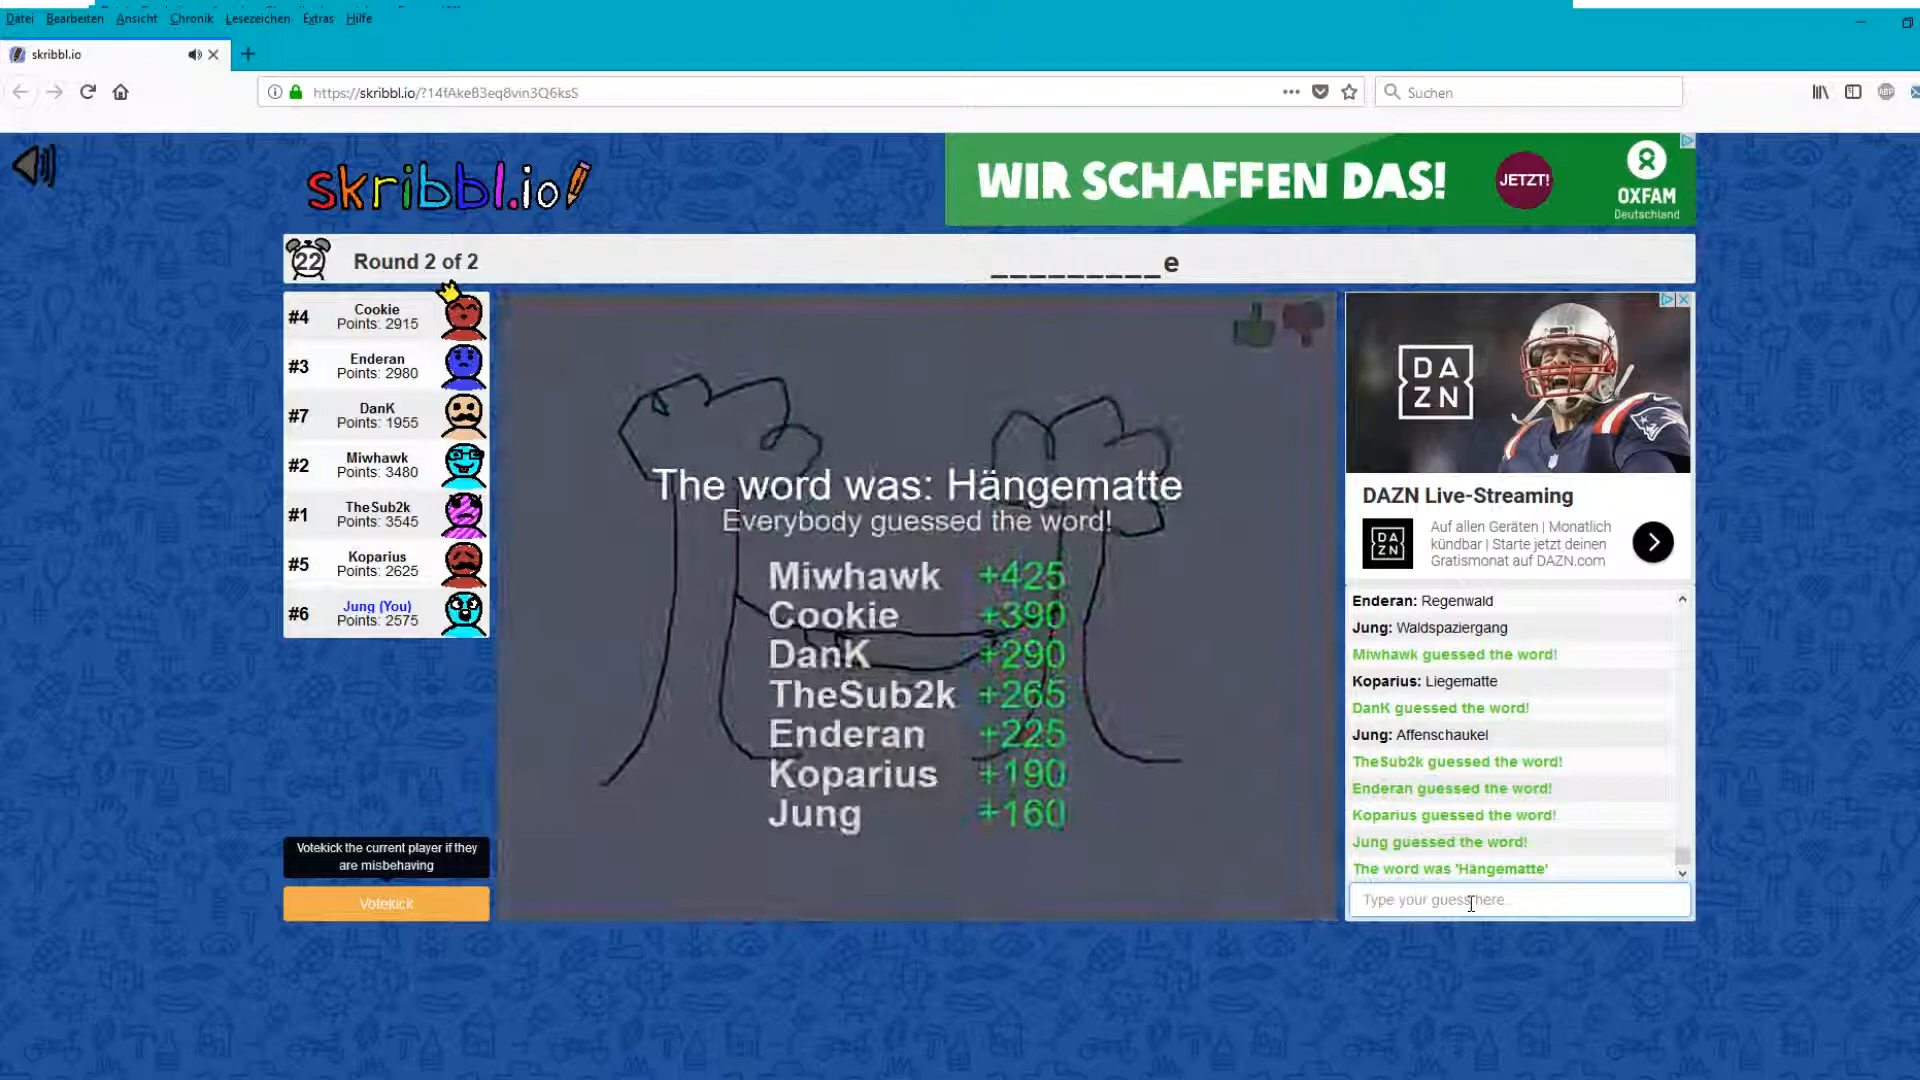 Datei Bearbeiten Ansicht Chronik Lesezeichen Extras Hilfe
skribbl.io
https://skribbl.io/?14fAkeB3eq8vin3Q6ksS
Suchen
ABP
skribbl.io
WIR SCHAFFEN DAS!
JETZT!
OXFAM
Deutschland
22
Round 2 of 2
_________e
#4 Cookie
Points: 2915
#3 Enderan
Points: 2980
#7 DanK
Points: 1955
#2 Miwhawk
Points: 3480
#1 TheSub2k
Points: 3545
#5 Koparius
Points: 2625
#6 Jung (You)
Points: 2575
Votekick the current player if they
are misbehaving
Votekick
The word was: Hängematte
Everybody guessed the word!
Miwhawk +425
Cookie +390
DanK +290
TheSub2k +265
Enderan +225
Koparius +190
Jung +160
DA
ZN
DAZN Live-Streaming
DA
ZN
Auf allen Geräten | Monatlich
kündbar | Starte jetzt deinen
Gratismonat auf DAZN.com
Enderan: Regenwald
Jung: Waldspaziergang
Miwhawk guessed the word!
Koparius: Liegematte
DanK guessed the word!
Jung: Affenschaukel
TheSub2k guessed the word!
Enderan guessed the word!
Koparius guessed the word!
Jung guessed the word!
The word was 'Hängematte'
Type your guess here...